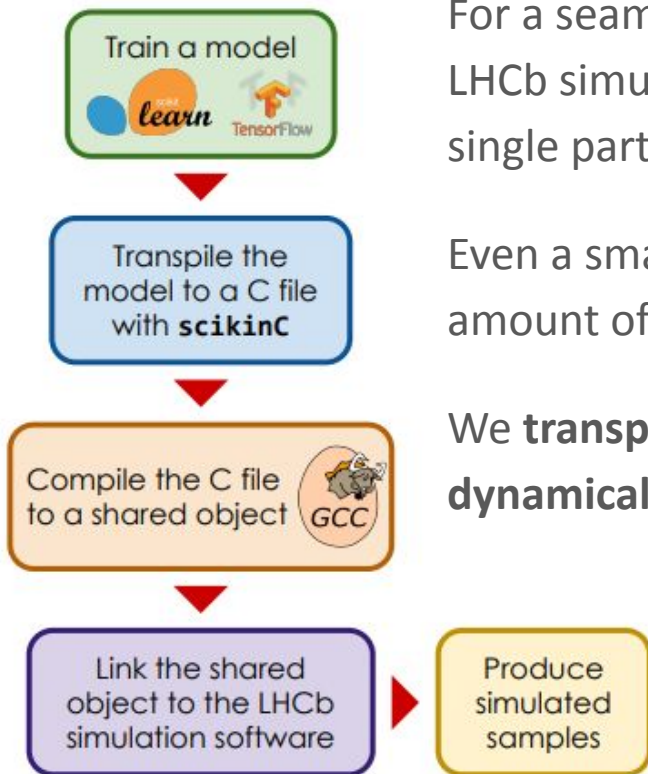 Train a model
scikit
learn
TensorFlow
Transpile the
model to a C file
with scikinC
Compile the C file
to a shared object
GCC
Link the shared
object to the LHCb
simulation software
Produce
simulated
samples
For a seam
LHCb simu
single part
Even a sma
amount of
We transp
dynamical